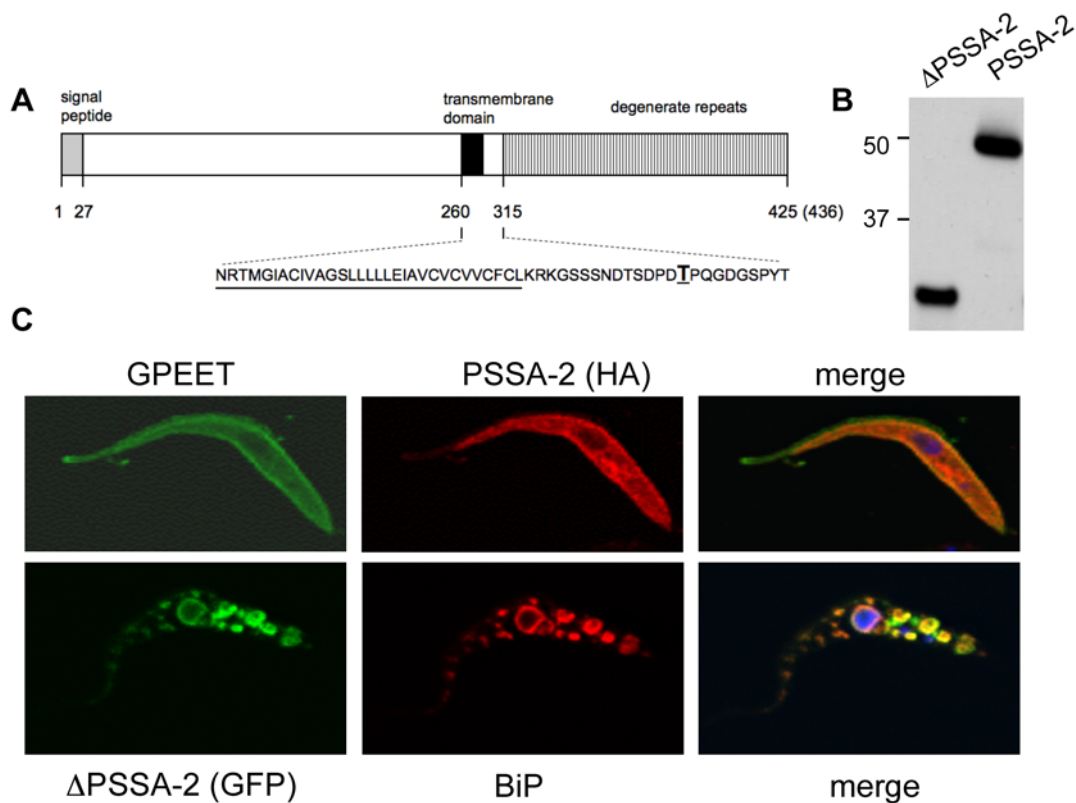 A
signal
peptide
transmembrane
domain
degenerate repeats
1 27 260 315 425 (436)
NRTMGIACIVAGSLLLLLEIAVCVCVVCFCLKRKGSSSNDTSDPDTPQGDGSPYT
B
ΔPSSA-2
PSSA-2
50
37
C
GPEET PSSA-2 (HA) merge
ΔPSSA-2 (GFP) BiP merge